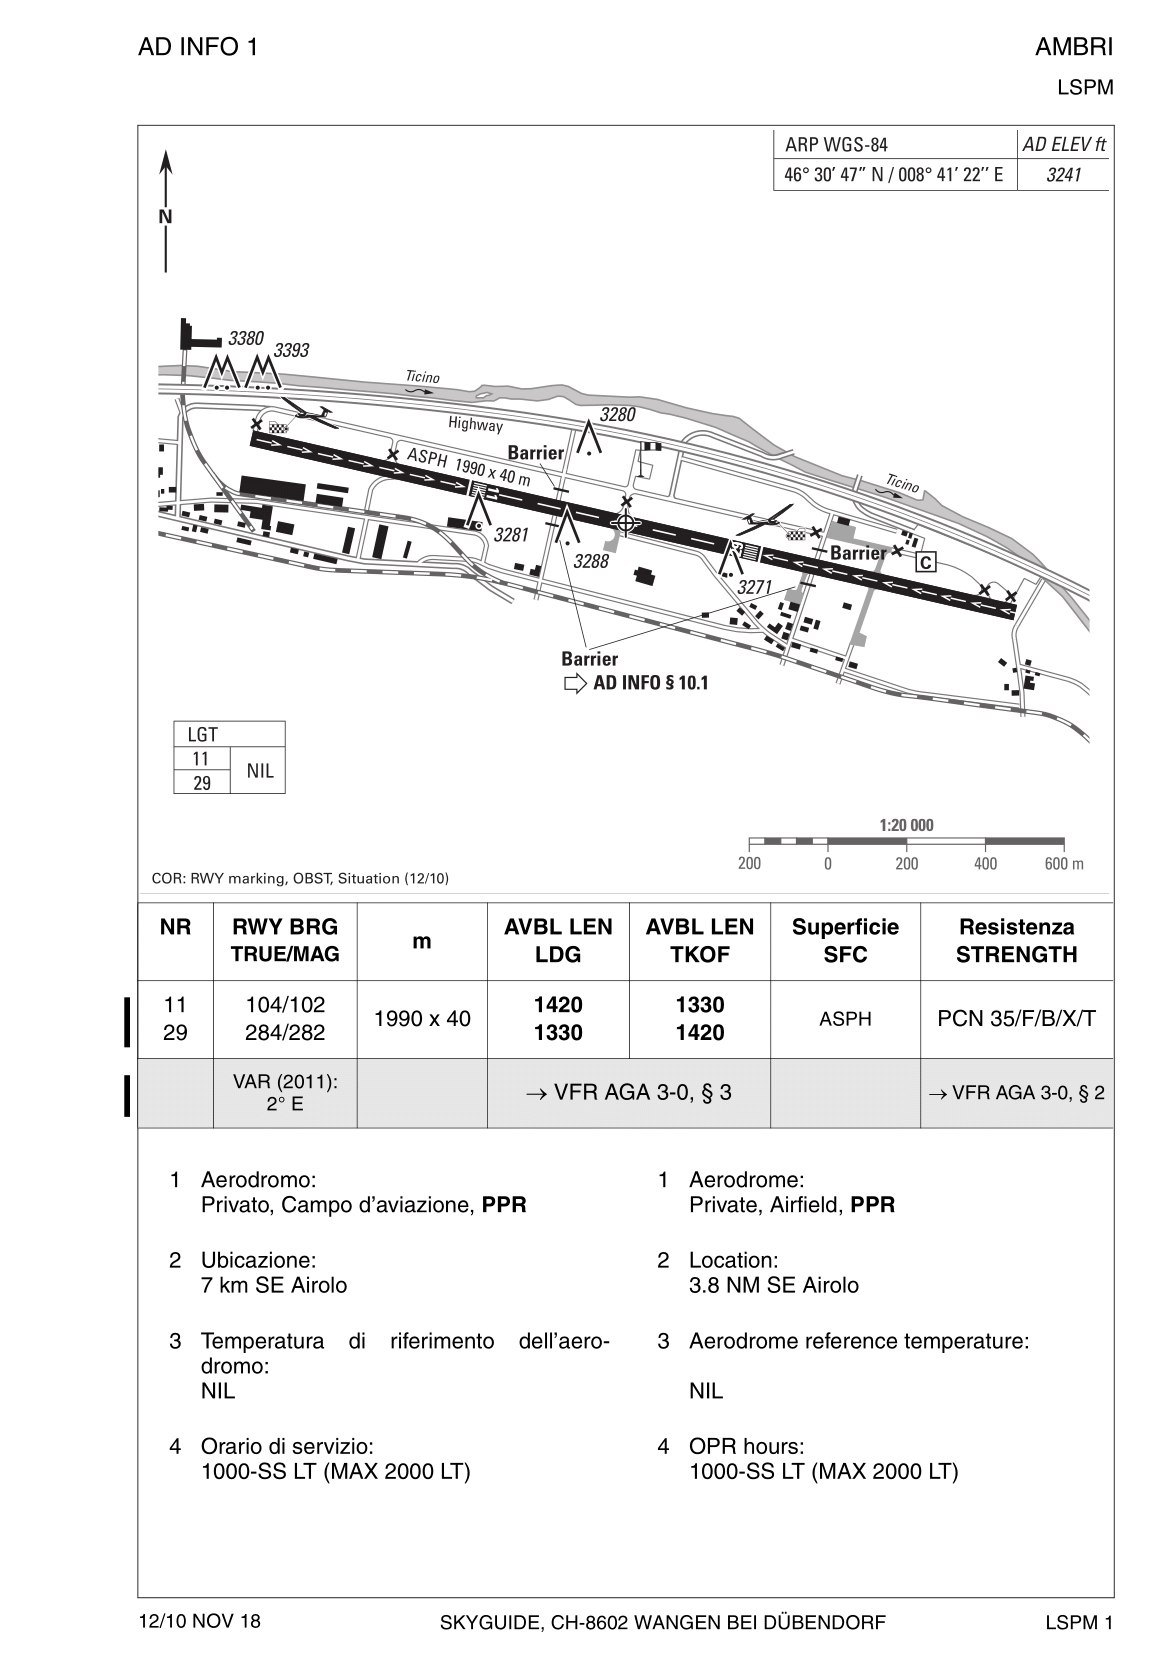 AD INFO 1
AMBRI
LSPM
ARP WGS-84
AD ELEV ft
46° 30′ 47″ N / 008° 41′ 22″ E
3241
N
3380
3393
Ticino
Highway
3280
Barrier
ASPH 1990 x 40 m
Ticino
3281
3288
Barrier
C
3271
Barrier
AD INFO § 10.1
LGT
11
29
NIL
1:20 000
200 0 200 400 600 m
COR: RWY marking, OBST, Situation (12/10)
NR
RWY BRG
TRUE/MAG
m
AVBL LEN
LDG
AVBL LEN
TKOF
Superficie
SFC
Resistenza
STRENGTH
11
29
104/102
284/282
1990 x 40
1420
1330
1330
1420
ASPH
PCN 35/F/B/X/T
VAR (2011):
2° E
→ VFR AGA 3-0, § 3
→ VFR AGA 3-0, § 2
1 Aerodromo:
Privato, Campo d’aviazione, PPR
2 Ubicazione:
7 km SE Airolo
3 Temperatura di riferimento dell’aero-
dromo:
NIL
4 Orario di servizio:
1000-SS LT (MAX 2000 LT)
1 Aerodrome:
Private, Airfield, PPR
2 Location:
3.8 NM SE Airolo
3 Aerodrome reference temperature:
NIL
4 OPR hours:
1000-SS LT (MAX 2000 LT)
12/10 NOV 18
SKYGUIDE, CH-8602 WANGEN BEI DÜBENDORF
LSPM 1